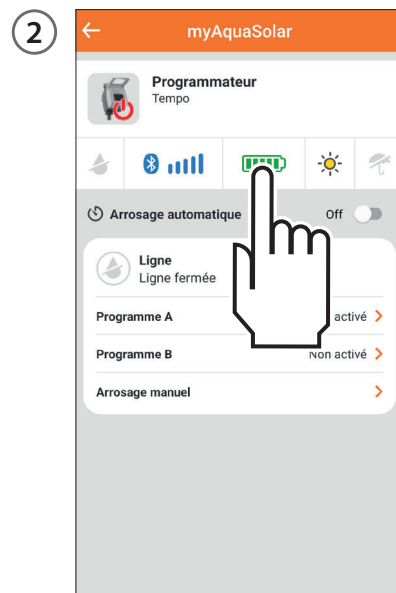 2
myAquaSolar
Programmateur
Tempo
Arrosage automatique Off
Ligne
Ligne fermée
Programme A activé
Programme B Non activé
Arrosage manuel